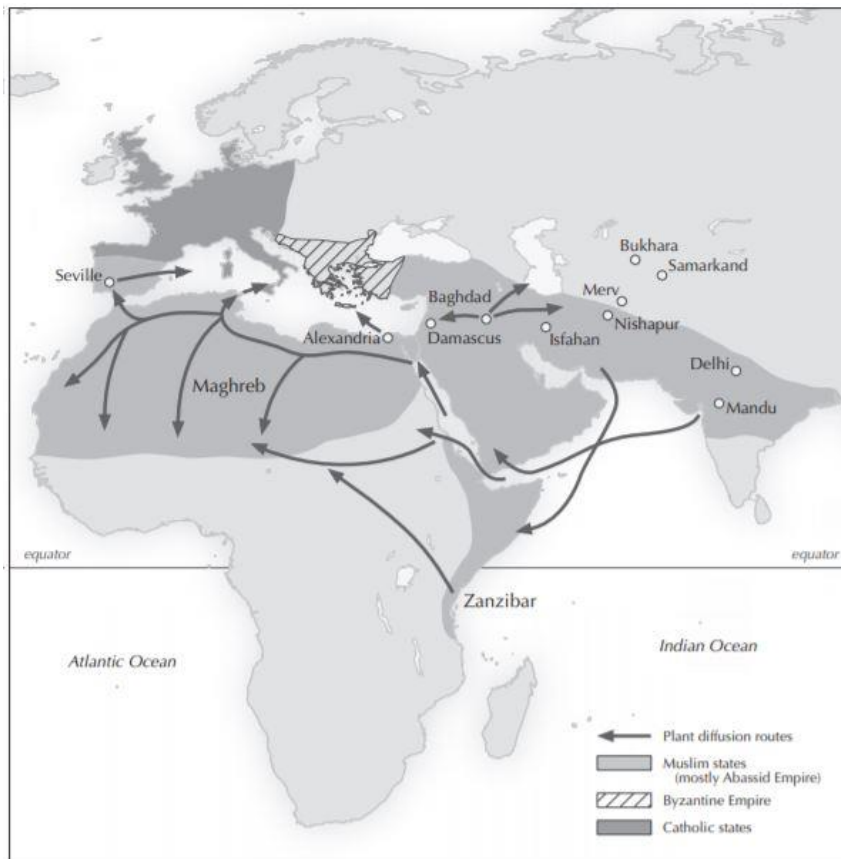 Bukhara
Samarkand
Seville
Merv
Baghdad
Nishapur
Alexandria
Damascus
Isfahan
Delhi
Maghreb
Mandu
equator
equator
Zanzibar
Atlantic Ocean
Indian Ocean
Plant diffusion routes
Muslim states
(mostly Abassid Empire)
Byzantine Empire
Catholic states